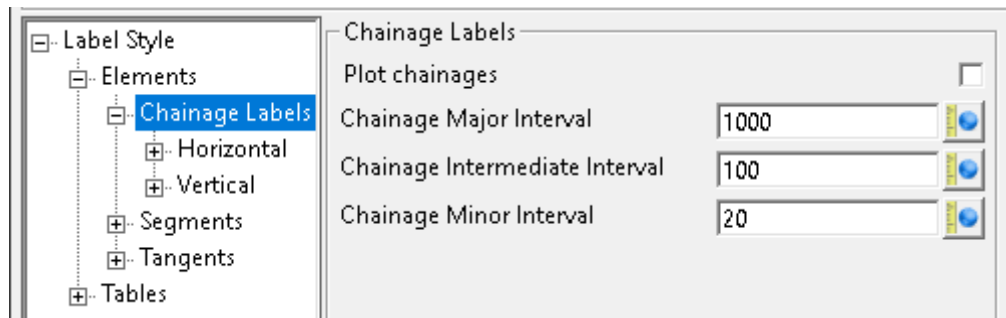 Label Style
Elements
Chainage Labels
Horizontal
Vertical
Segments
Tangents
Tables
Chainage Labels
Plot chainages
Chainage Major Interval 1000
Chainage Intermediate Interval 100
Chainage Minor Interval 20